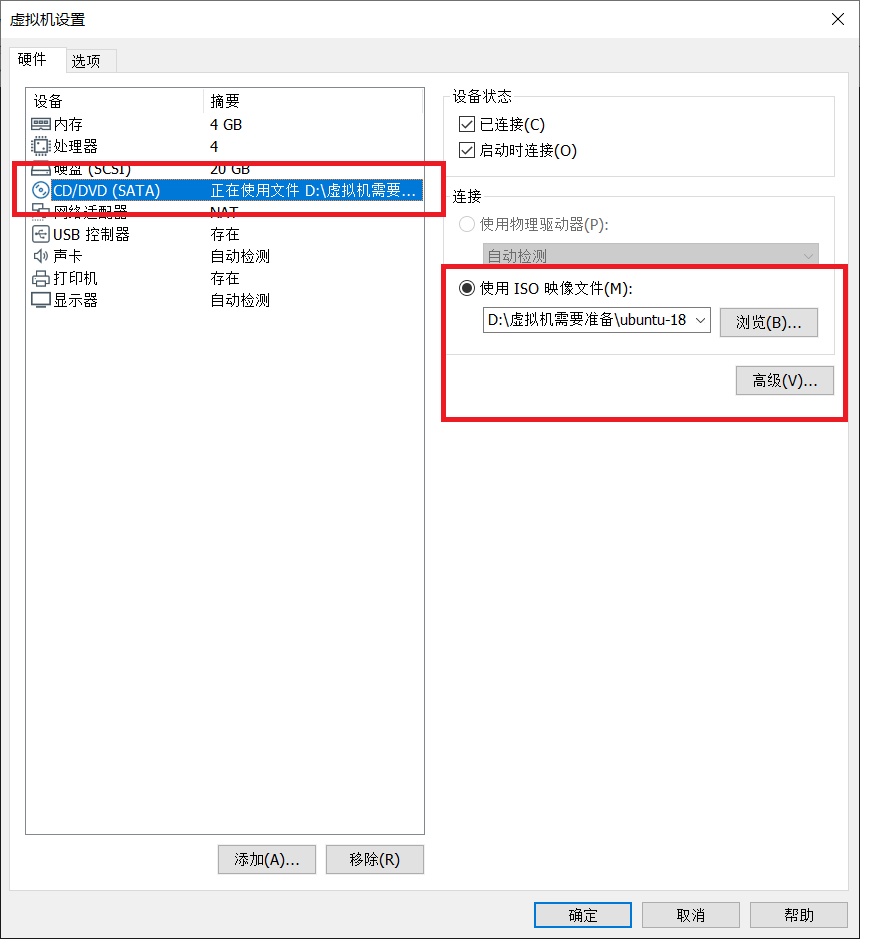 虚拟机设置
硬件 选项
设备 摘要
内存 4 GB
处理器 4
硬盘 (SCSI) 20 GB
CD/DVD (SATA) 正在使用文件 D:\虚拟机需要...
网络适配器 NAT
USB 控制器 存在
声卡 自动检测
打印机 存在
显示器 自动检测
添加(A)... 移除(R)
设备状态
已连接(C)
启动时连接(O)
连接
使用物理驱动器(P):
自动检测
使用 ISO 映像文件(M):
D:\虚拟机需要准备\ubuntu-18 浏览(B)...
高级(V)...
确定 取消 帮助